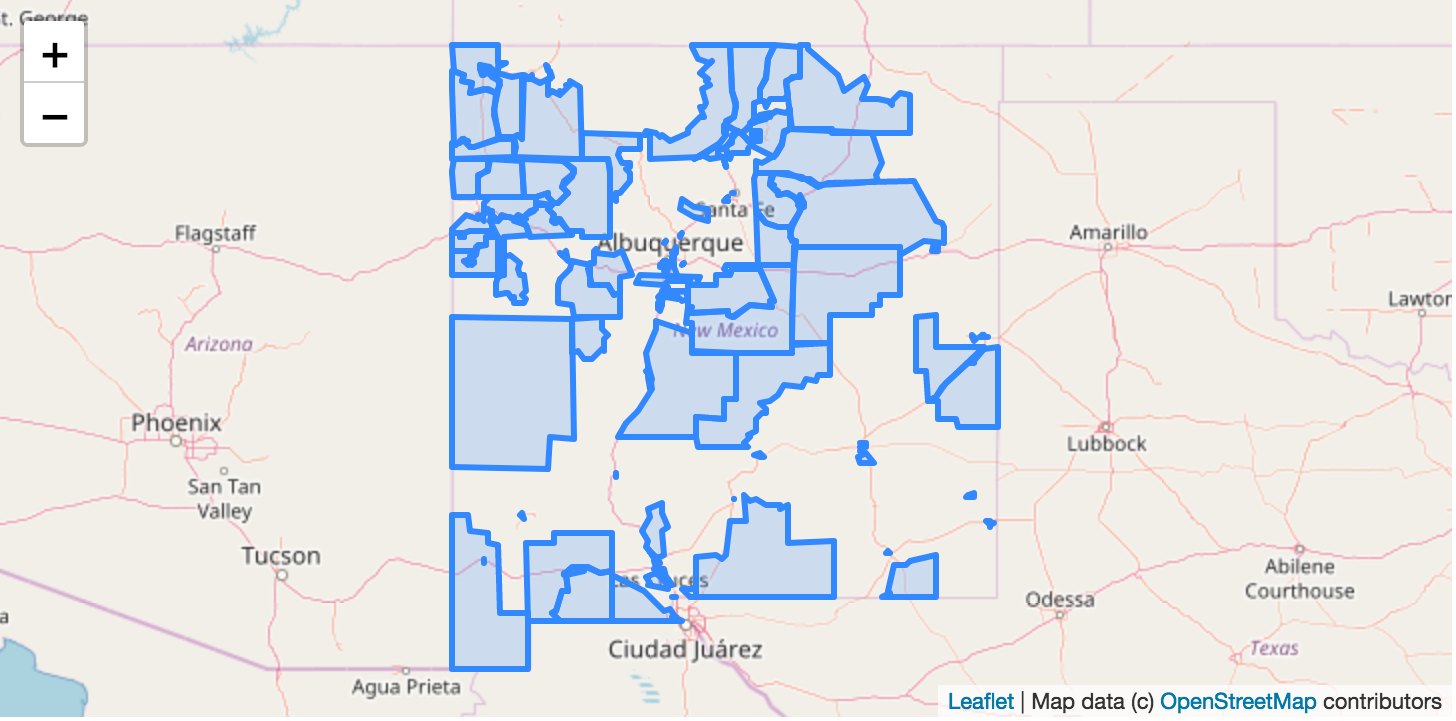 t. George
+
−
Santa Fe
Flagstaff
Albuquerque
Amarillo
Lawton
New Mexico
Arizona
Phoenix
Lubbock
San Tan
Valley
Tucson
Las Cruces
Abilene
Courthouse
Odessa
a
Ciudad Juárez
Texas
Agua Prieta
Leaflet | Map data (c) OpenStreetMap contributors